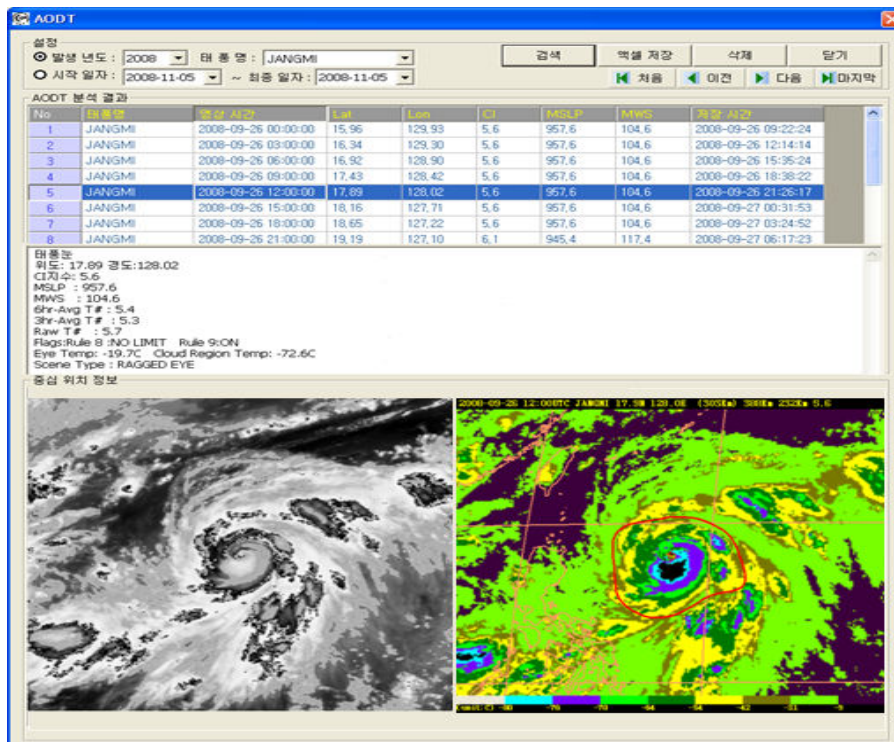 AODT
설정
발생 년도 : 2008 태 풍 명 : JANGMI 검색 엑셀 저장 삭제 닫기
시작 일자 : 2008-11-05 ~ 최종 일자 : 2008-11-05 처음 이전 다음 마지막
AODT 분석 결과
No 태풍명 영상 시간 Lat Lon CI MSLP MWS 저장 시간
1 JANGMI 2008-09-26 00:00:00 15,96 129,93 5,6 957,6 104,6 2008-09-26 09:22:24
2 JANGMI 2008-09-26 03:00:00 16,34 129,30 5,6 957,6 104,6 2008-09-26 12:14:14
3 JANGMI 2008-09-26 06:00:00 16,92 128,90 5,6 957,6 104,6 2008-09-26 15:35:24
4 JANGMI 2008-09-26 09:00:00 17,43 128,42 5,6 957,6 104,6 2008-09-26 18:38:22
5 JANGMI 2008-09-26 12:00:00 17,89 128,02 5,6 957,6 104,6 2008-09-26 21:26:17
6 JANGMI 2008-09-26 15:00:00 18,16 127,71 5,6 957,6 104,6 2008-09-27 00:31:53
7 JANGMI 2008-09-26 18:00:00 18,65 127,22 5,6 957,6 104,6 2008-09-27 03:24:52
8 JANGMI 2008-09-26 21:00:00 19,19 127,10 6,1 945,4 117,4 2008-09-27 06:17:23
태풍눈
위도: 17.89 경도:128.02
CI지수: 5.6
MSLP : 957.6
MWS : 104.6
6hr-Avg T# : 5.4
3hr-Avg T# : 5.3
Raw T# : 5.7
Flags:Rule 8 :NO LIMIT Rule 9:ON
Eye Temp: -19.7C Cloud Region Temp: -72.6C
Scene Type : RAGGED EYE
중심 위치 정보
2008-09-26 12:00UTC JANGMI 17.9N 128.0E (305Km) 388Km 232Km 5.6
(unit:C) -80 -76 -70 -64 -54 -42 -31 -9